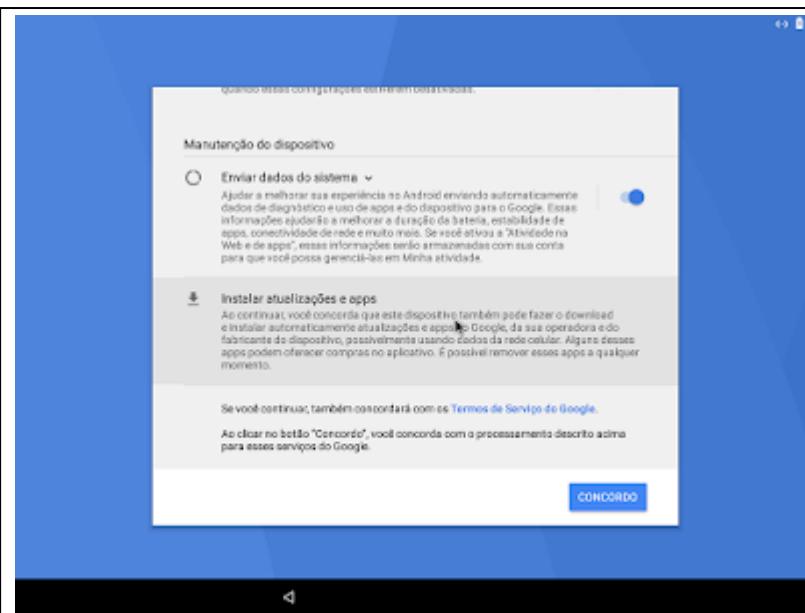 quando essas configurações estiverem desativadas.
Manutenção do dispositivo
Enviar dados do sistema
Ajudar a melhorar sua experiência no Android enviando automaticamente
dados de diagnóstico e uso de apps e do dispositivo para o Google. Essas
informações ajudarão a melhorar a duração da bateria, estabilidade de
apps, conectividade de rede e muito mais. Se você ativou a "Atividade na
Web e de apps", essas informações serão armazenadas com sua conta
para que você possa gerenciá-las em Minha atividade.
Instalar atualizações e apps
Ao continuar, você concorda que este dispositivo também pode fazer o download
e instalar automaticamente atualizações e apps do Google, da sua operadora e do
fabricante do dispositivo, possivelmente usando dados da rede celular. Alguns desses
apps podem oferecer compras no aplicativo. É possível remover esses apps a qualquer
momento.
Se você continuar, também concordará com os Termos de Serviço do Google.
Ao clicar no botão "Concordo", você concorda com o processamento descrito acima
para esses serviços do Google.
CONCORDO